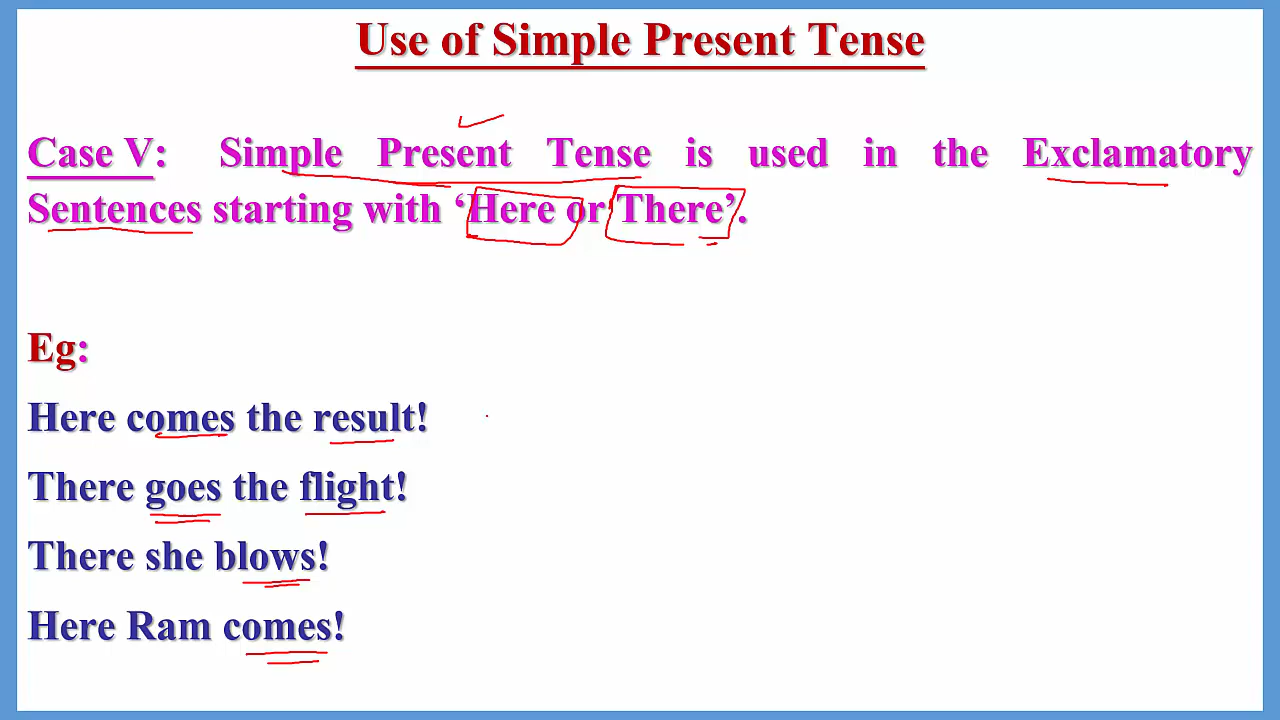 Use of Simple Present Tense
Case V: Simple Present Tense is used in the Exclamatory
Sentences starting with ‘Here or There’.
Eg:
Here comes the result!
There goes the flight!
There she blows!
Here Ram comes!